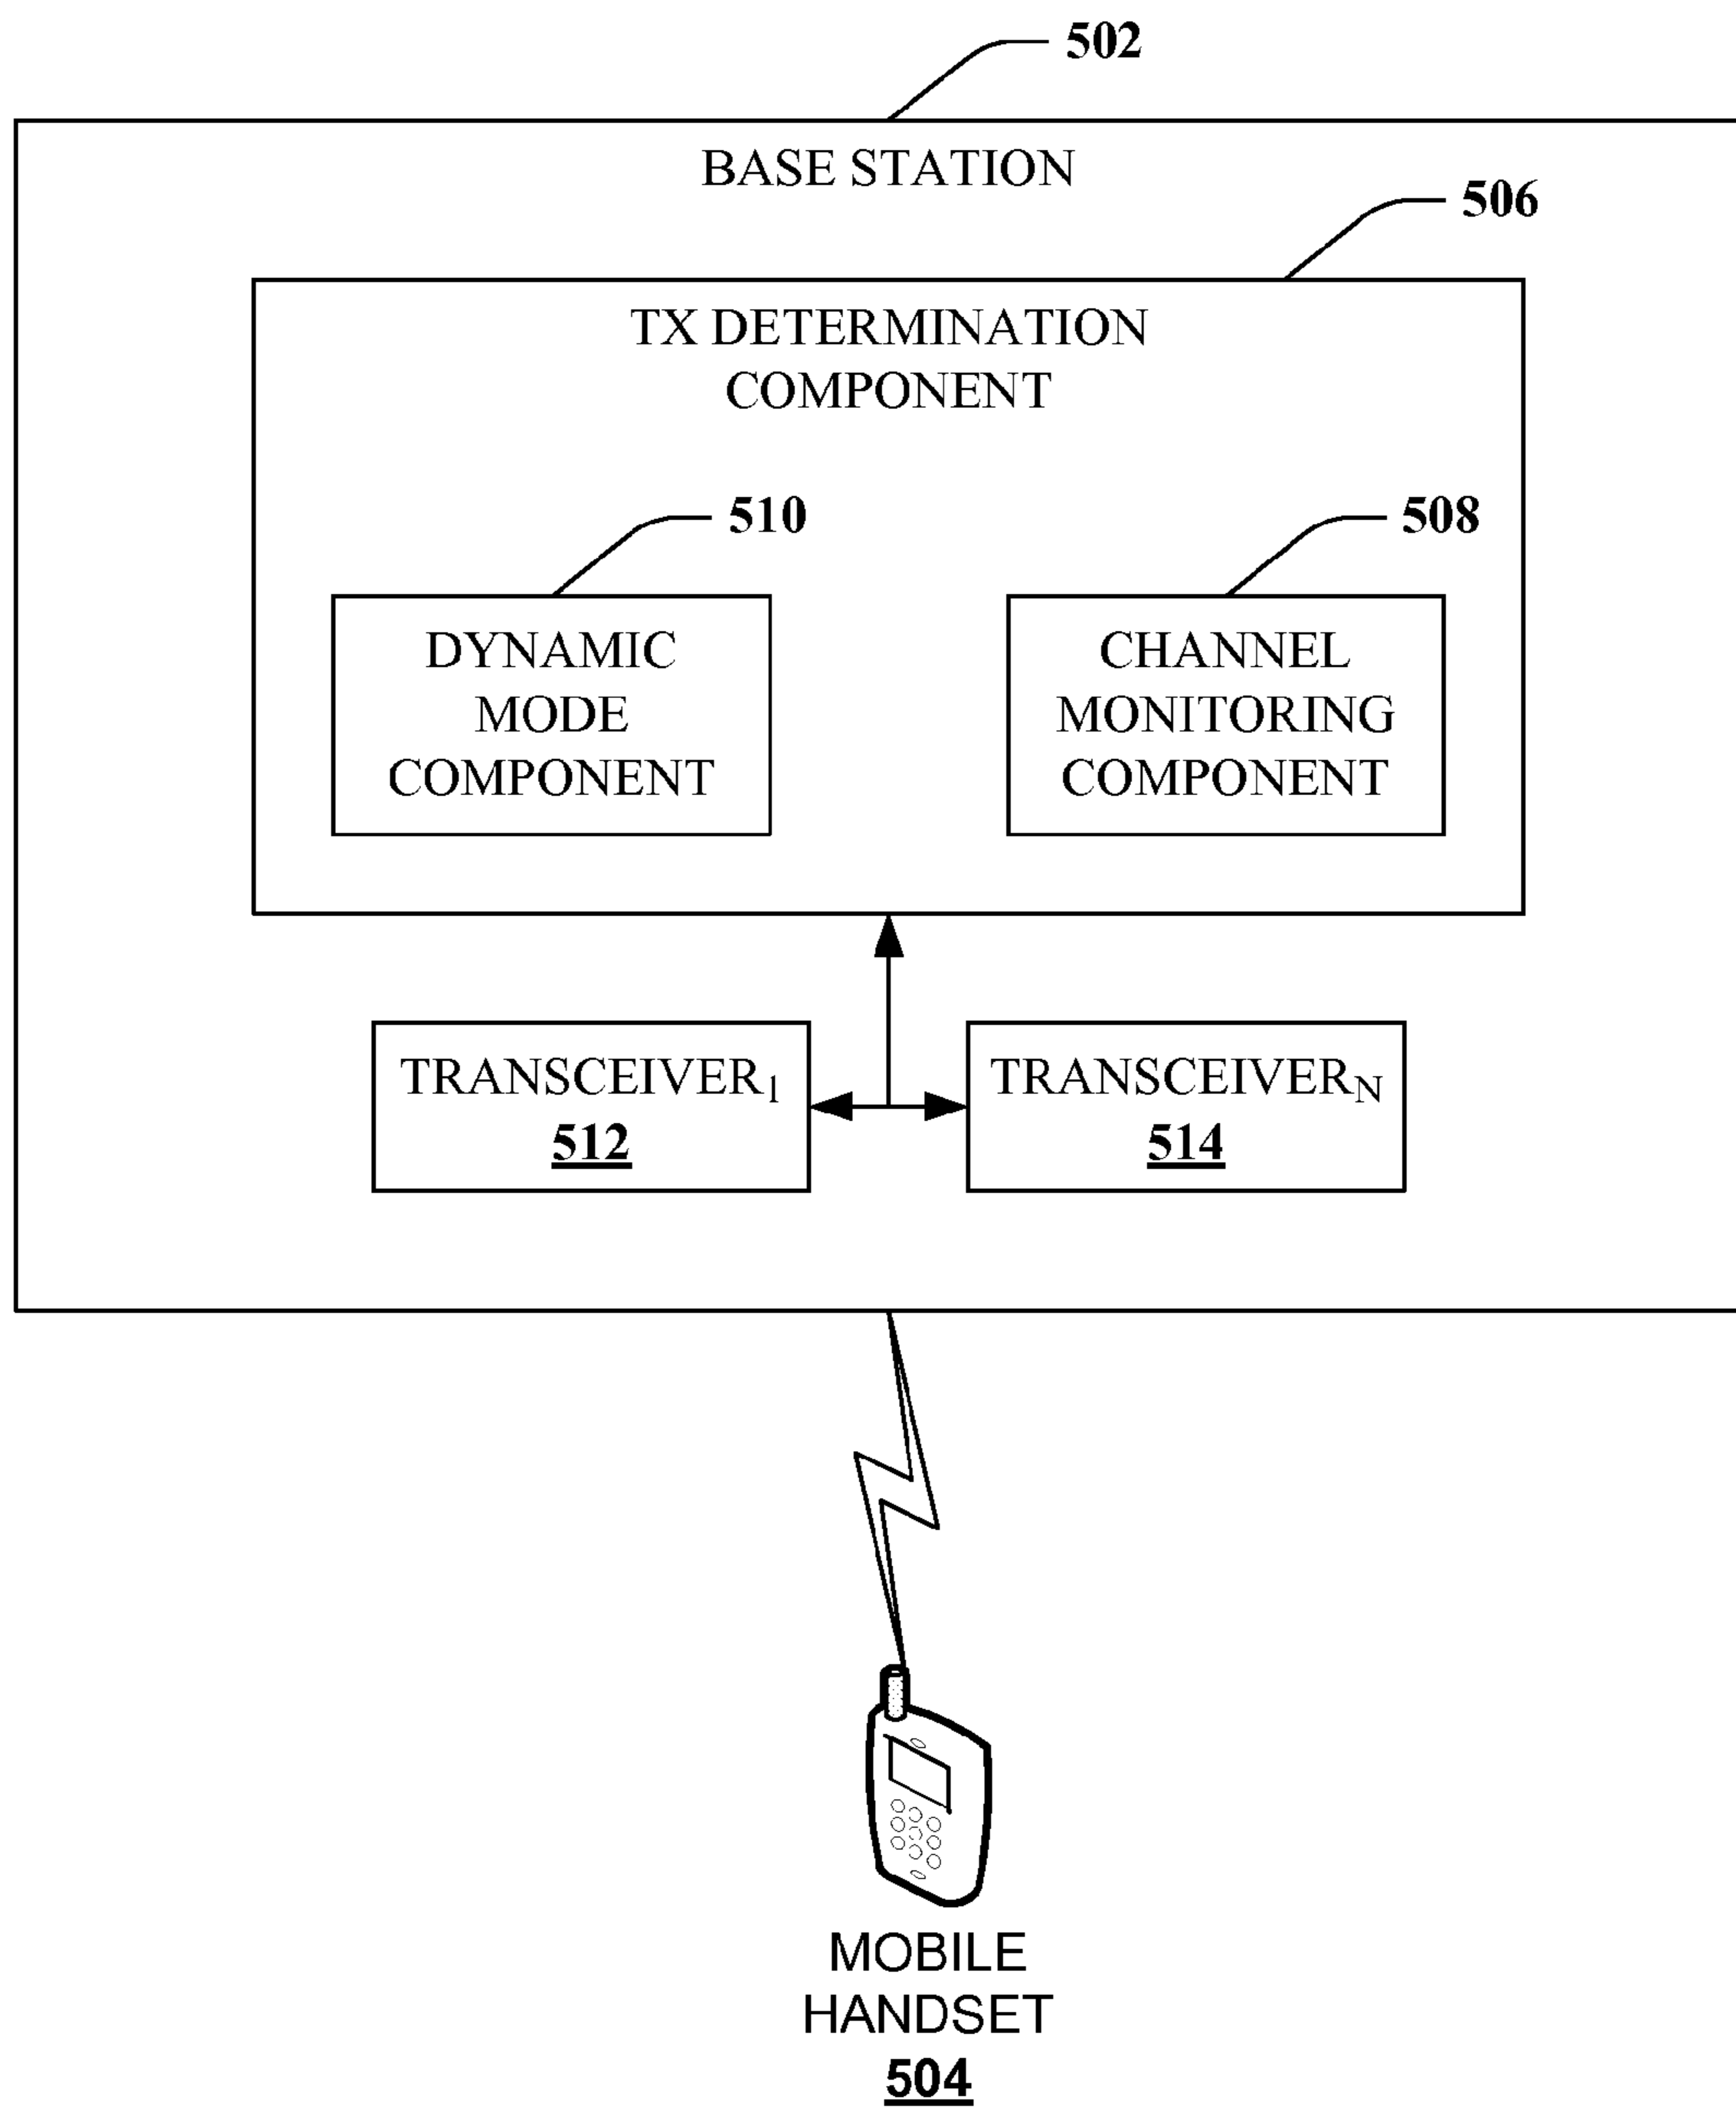 502
BASE STATION
506
TX DETERMINATION
COMPONENT
510
508
DYNAMIC
MODE
COMPONENT
CHANNEL
MONITORING
COMPONENT
TRANSCEIVER1
512
TRANSCEIVERN
514
MOBILE
HANDSET
504